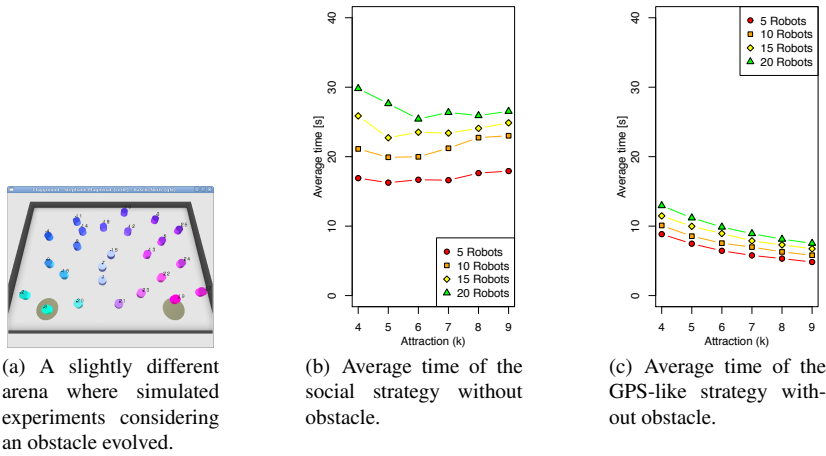 40
30
20
10
0
Average time [s]
5 Robots
10 Robots
15 Robots
20 Robots
4 5 6 7 8 9
Attraction (k)
40
30
20
10
0
Average time [s]
5 Robots
10 Robots
15 Robots
20 Robots
4 5 6 7 8 9
Attraction (k)
(a) A slightly different
arena where simulated
experiments considering
an obstacle evolved.
(b) Average time of the
social strategy without
obstacle.
(c) Average time of the
GPS-like strategy with-
out obstacle.